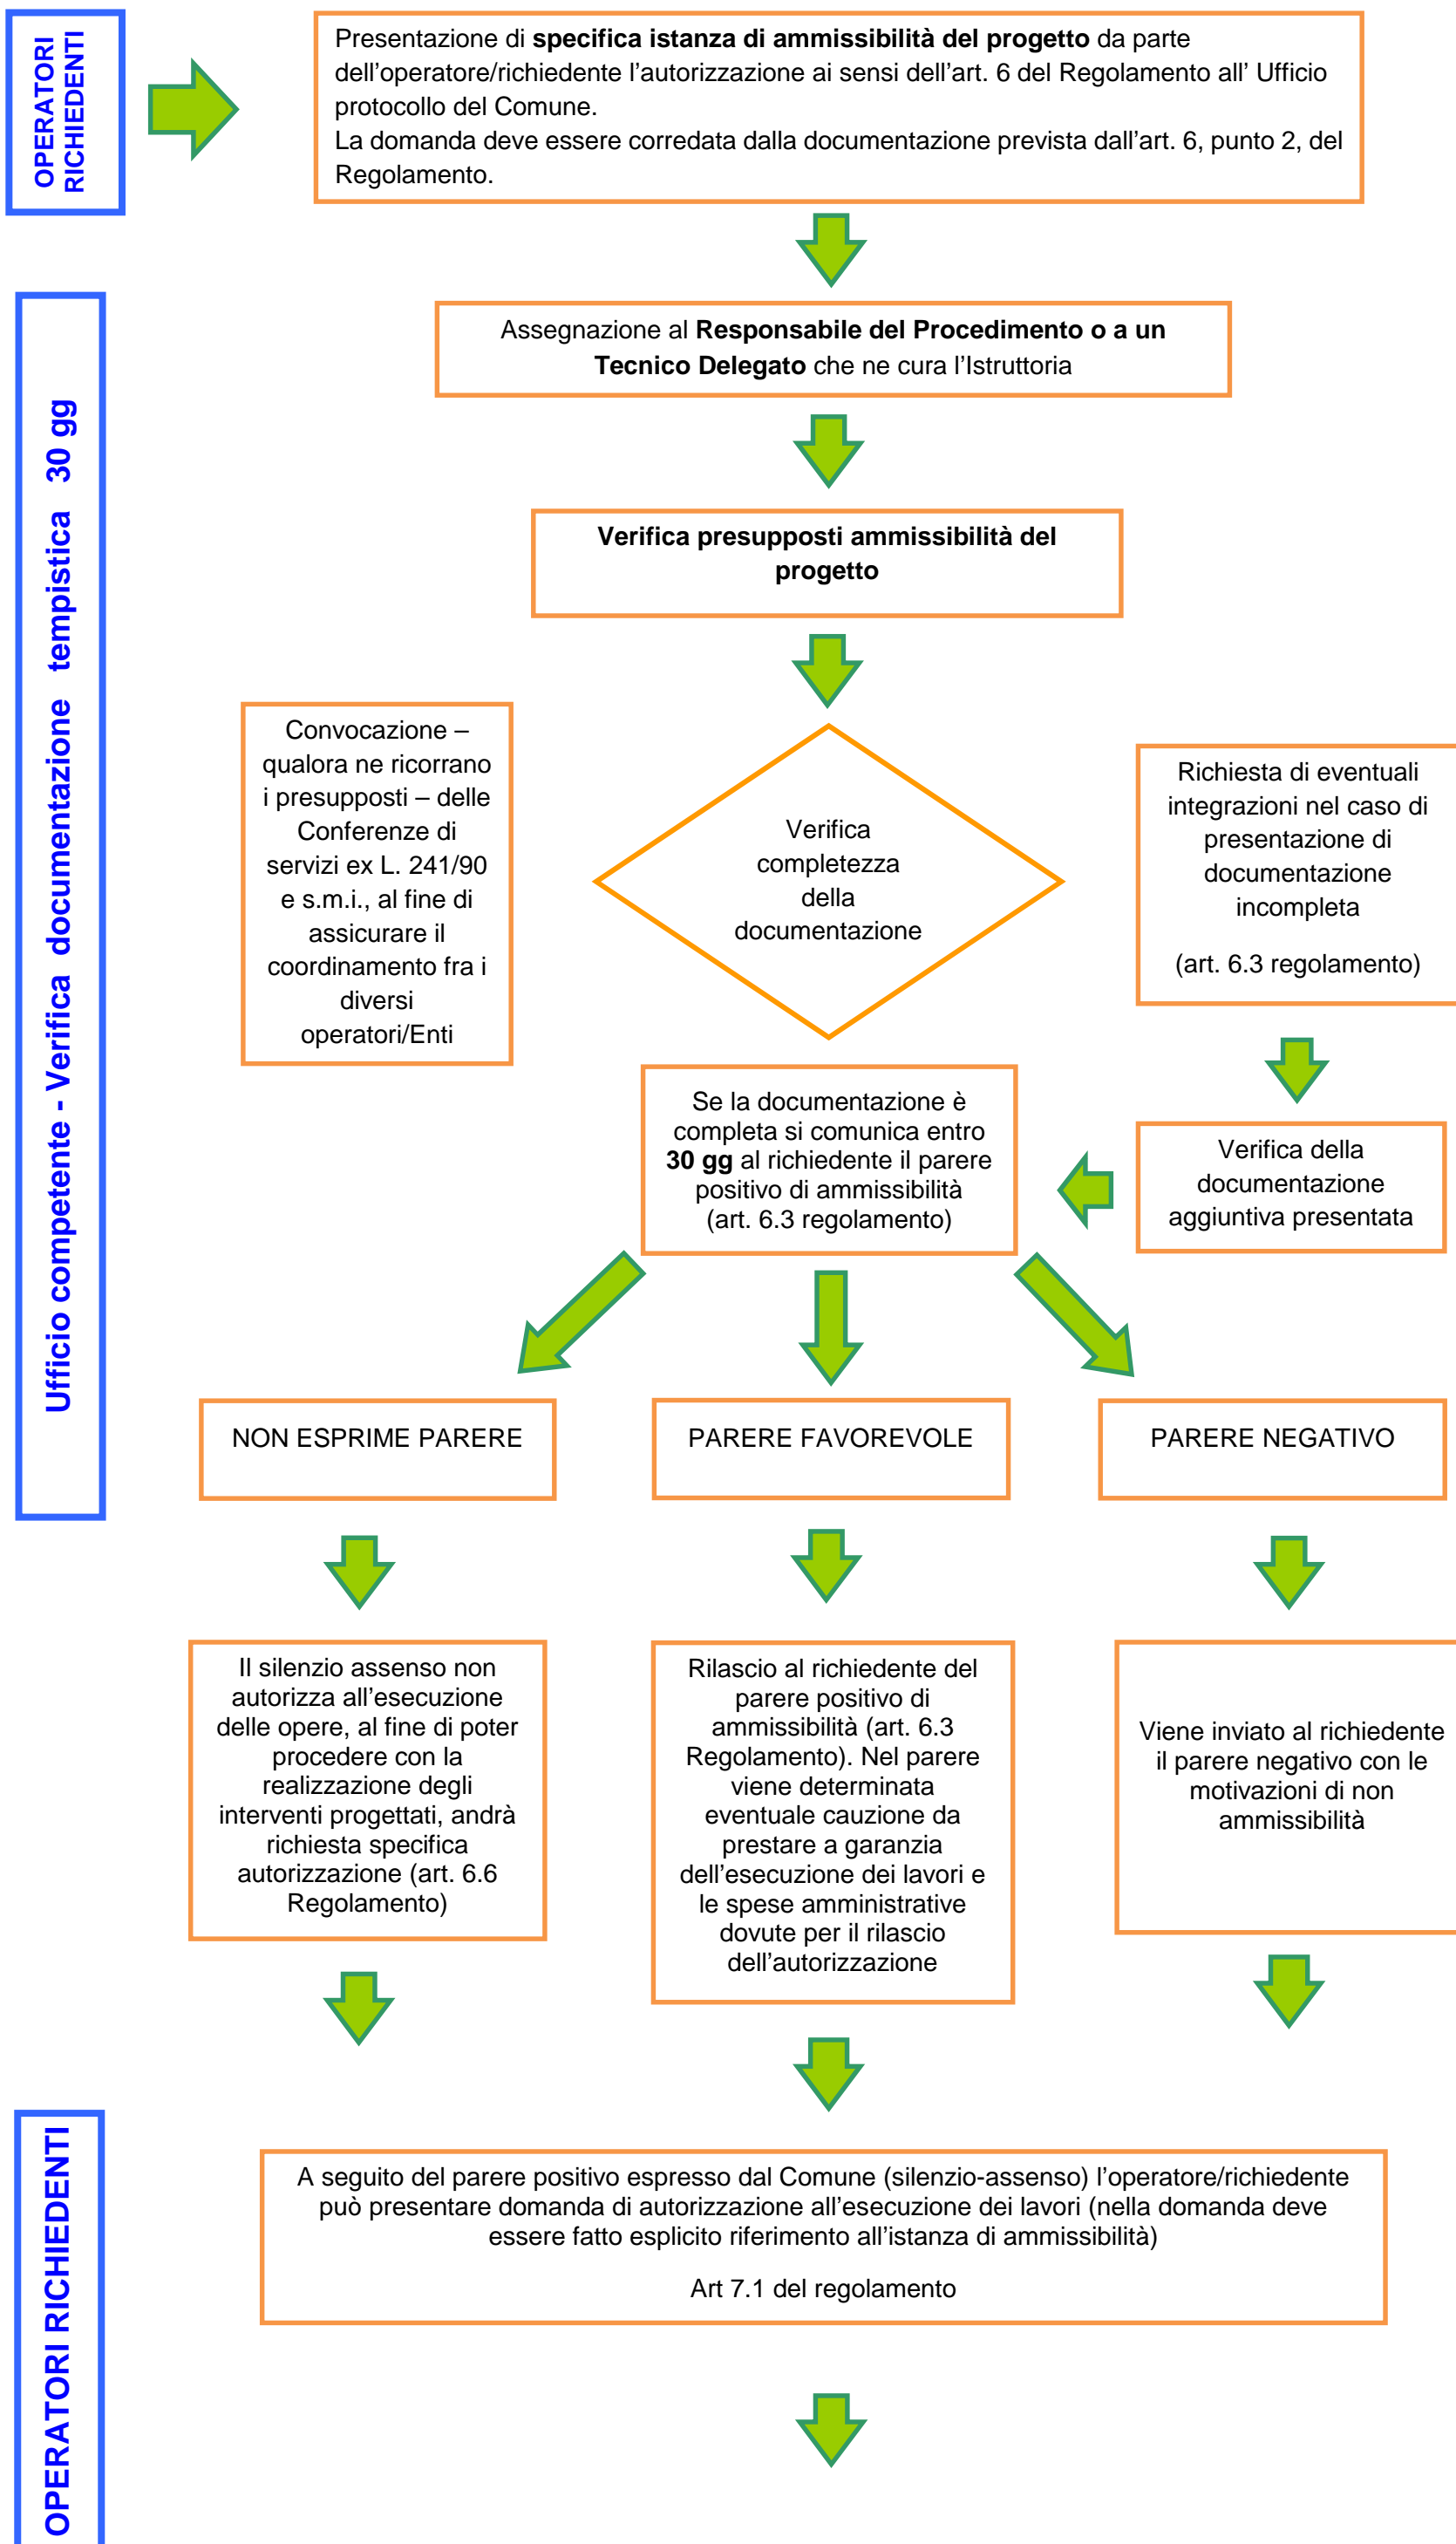 OPERATORI
RICHIEDENTI
Presentazione di specifica istanza di ammissibilità del progetto da parte
dell’operatore/richiedente l’autorizzazione ai sensi dell’art. 6 del Regolamento all’ Ufficio
protocollo del Comune.
La domanda deve essere corredata dalla documentazione prevista dall’art. 6, punto 2, del
Regolamento.
Ufficio competente - Verifica documentazione tempistica 30 gg
Assegnazione al Responsabile del Procedimento o a un
Tecnico Delegato che ne cura l’Istruttoria
Verifica presupposti ammissibilità del
progetto
Convocazione –
qualora ne ricorrano
i presupposti – delle
Conferenze di
servizi ex L. 241/90
e s.m.i., al fine di
assicurare il
coordinamento fra i
diversi
operatori/Enti
Verifica
completezza
della
documentazione
Richiesta di eventuali
integrazioni nel caso di
presentazione di
documentazione
incompleta
(art. 6.3 regolamento)
Se la documentazione è
completa si comunica entro
30 gg al richiedente il parere
positivo di ammissibilità
(art. 6.3 regolamento)
Verifica della
documentazione
aggiuntiva presentata
NON ESPRIME PARERE
PARERE FAVOREVOLE
PARERE NEGATIVO
Il silenzio assenso non
autorizza all’esecuzione
delle opere, al fine di poter
procedere con la
realizzazione degli
interventi progettati, andrà
richiesta specifica
autorizzazione (art. 6.6
Regolamento)
Rilascio al richiedente del
parere positivo di
ammissibilità (art. 6.3
Regolamento). Nel parere
viene determinata
eventuale cauzione da
prestare a garanzia
dell’esecuzione dei lavori e
le spese amministrative
dovute per il rilascio
dell’autorizzazione
Viene inviato al richiedente
il parere negativo con le
motivazioni di non
ammissibilità
OPERATORI RICHIEDENTI
A seguito del parere positivo espresso dal Comune (silenzio-assenso) l’operatore/richiedente
può presentare domanda di autorizzazione all’esecuzione dei lavori (nella domanda deve
essere fatto esplicito riferimento all’istanza di ammissibilità)
Art 7.1 del regolamento